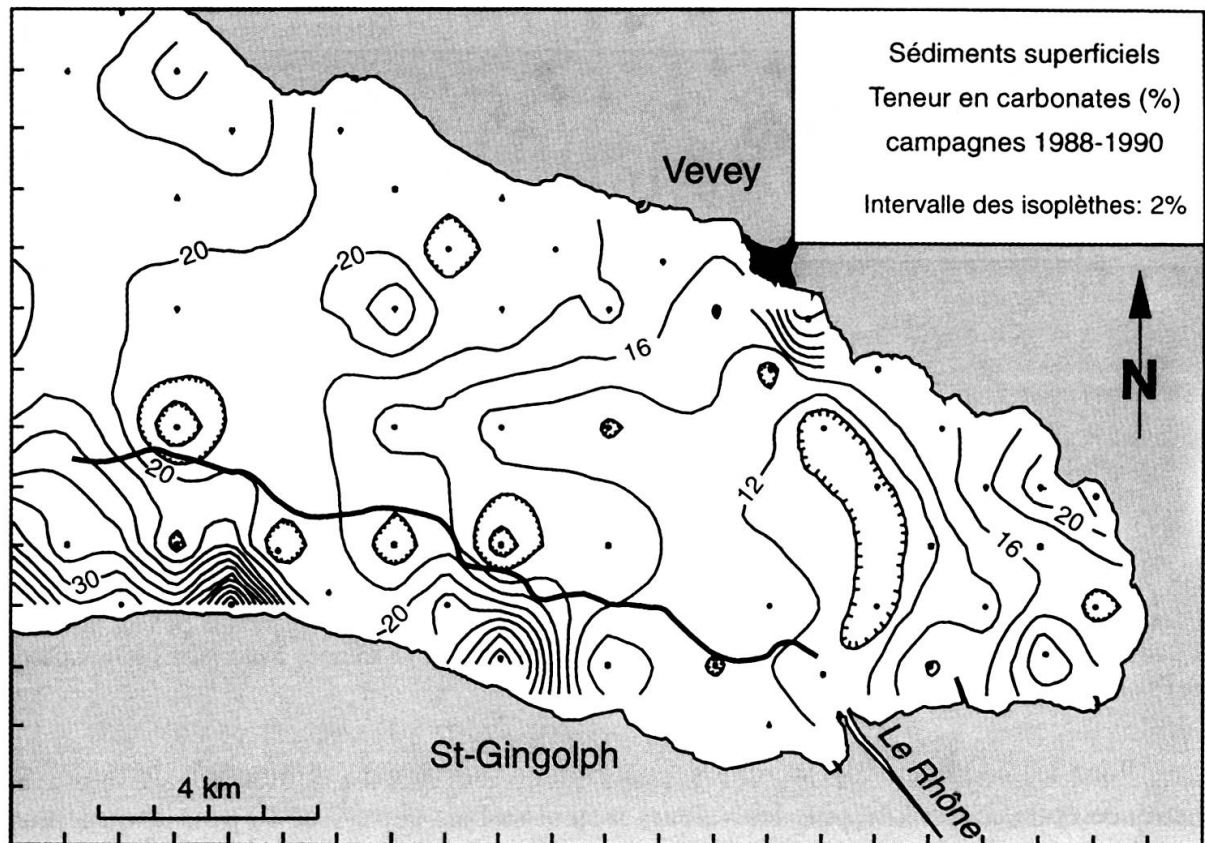 Sédiments superficiels
Teneur en carbonates (%)
campagnes 1988-1990
Intervalle des isoplèthes: 2%
Vevey
20
20
16
N
20
12
20
16
30
20
St-Gingolph
Le Rhône
4 km